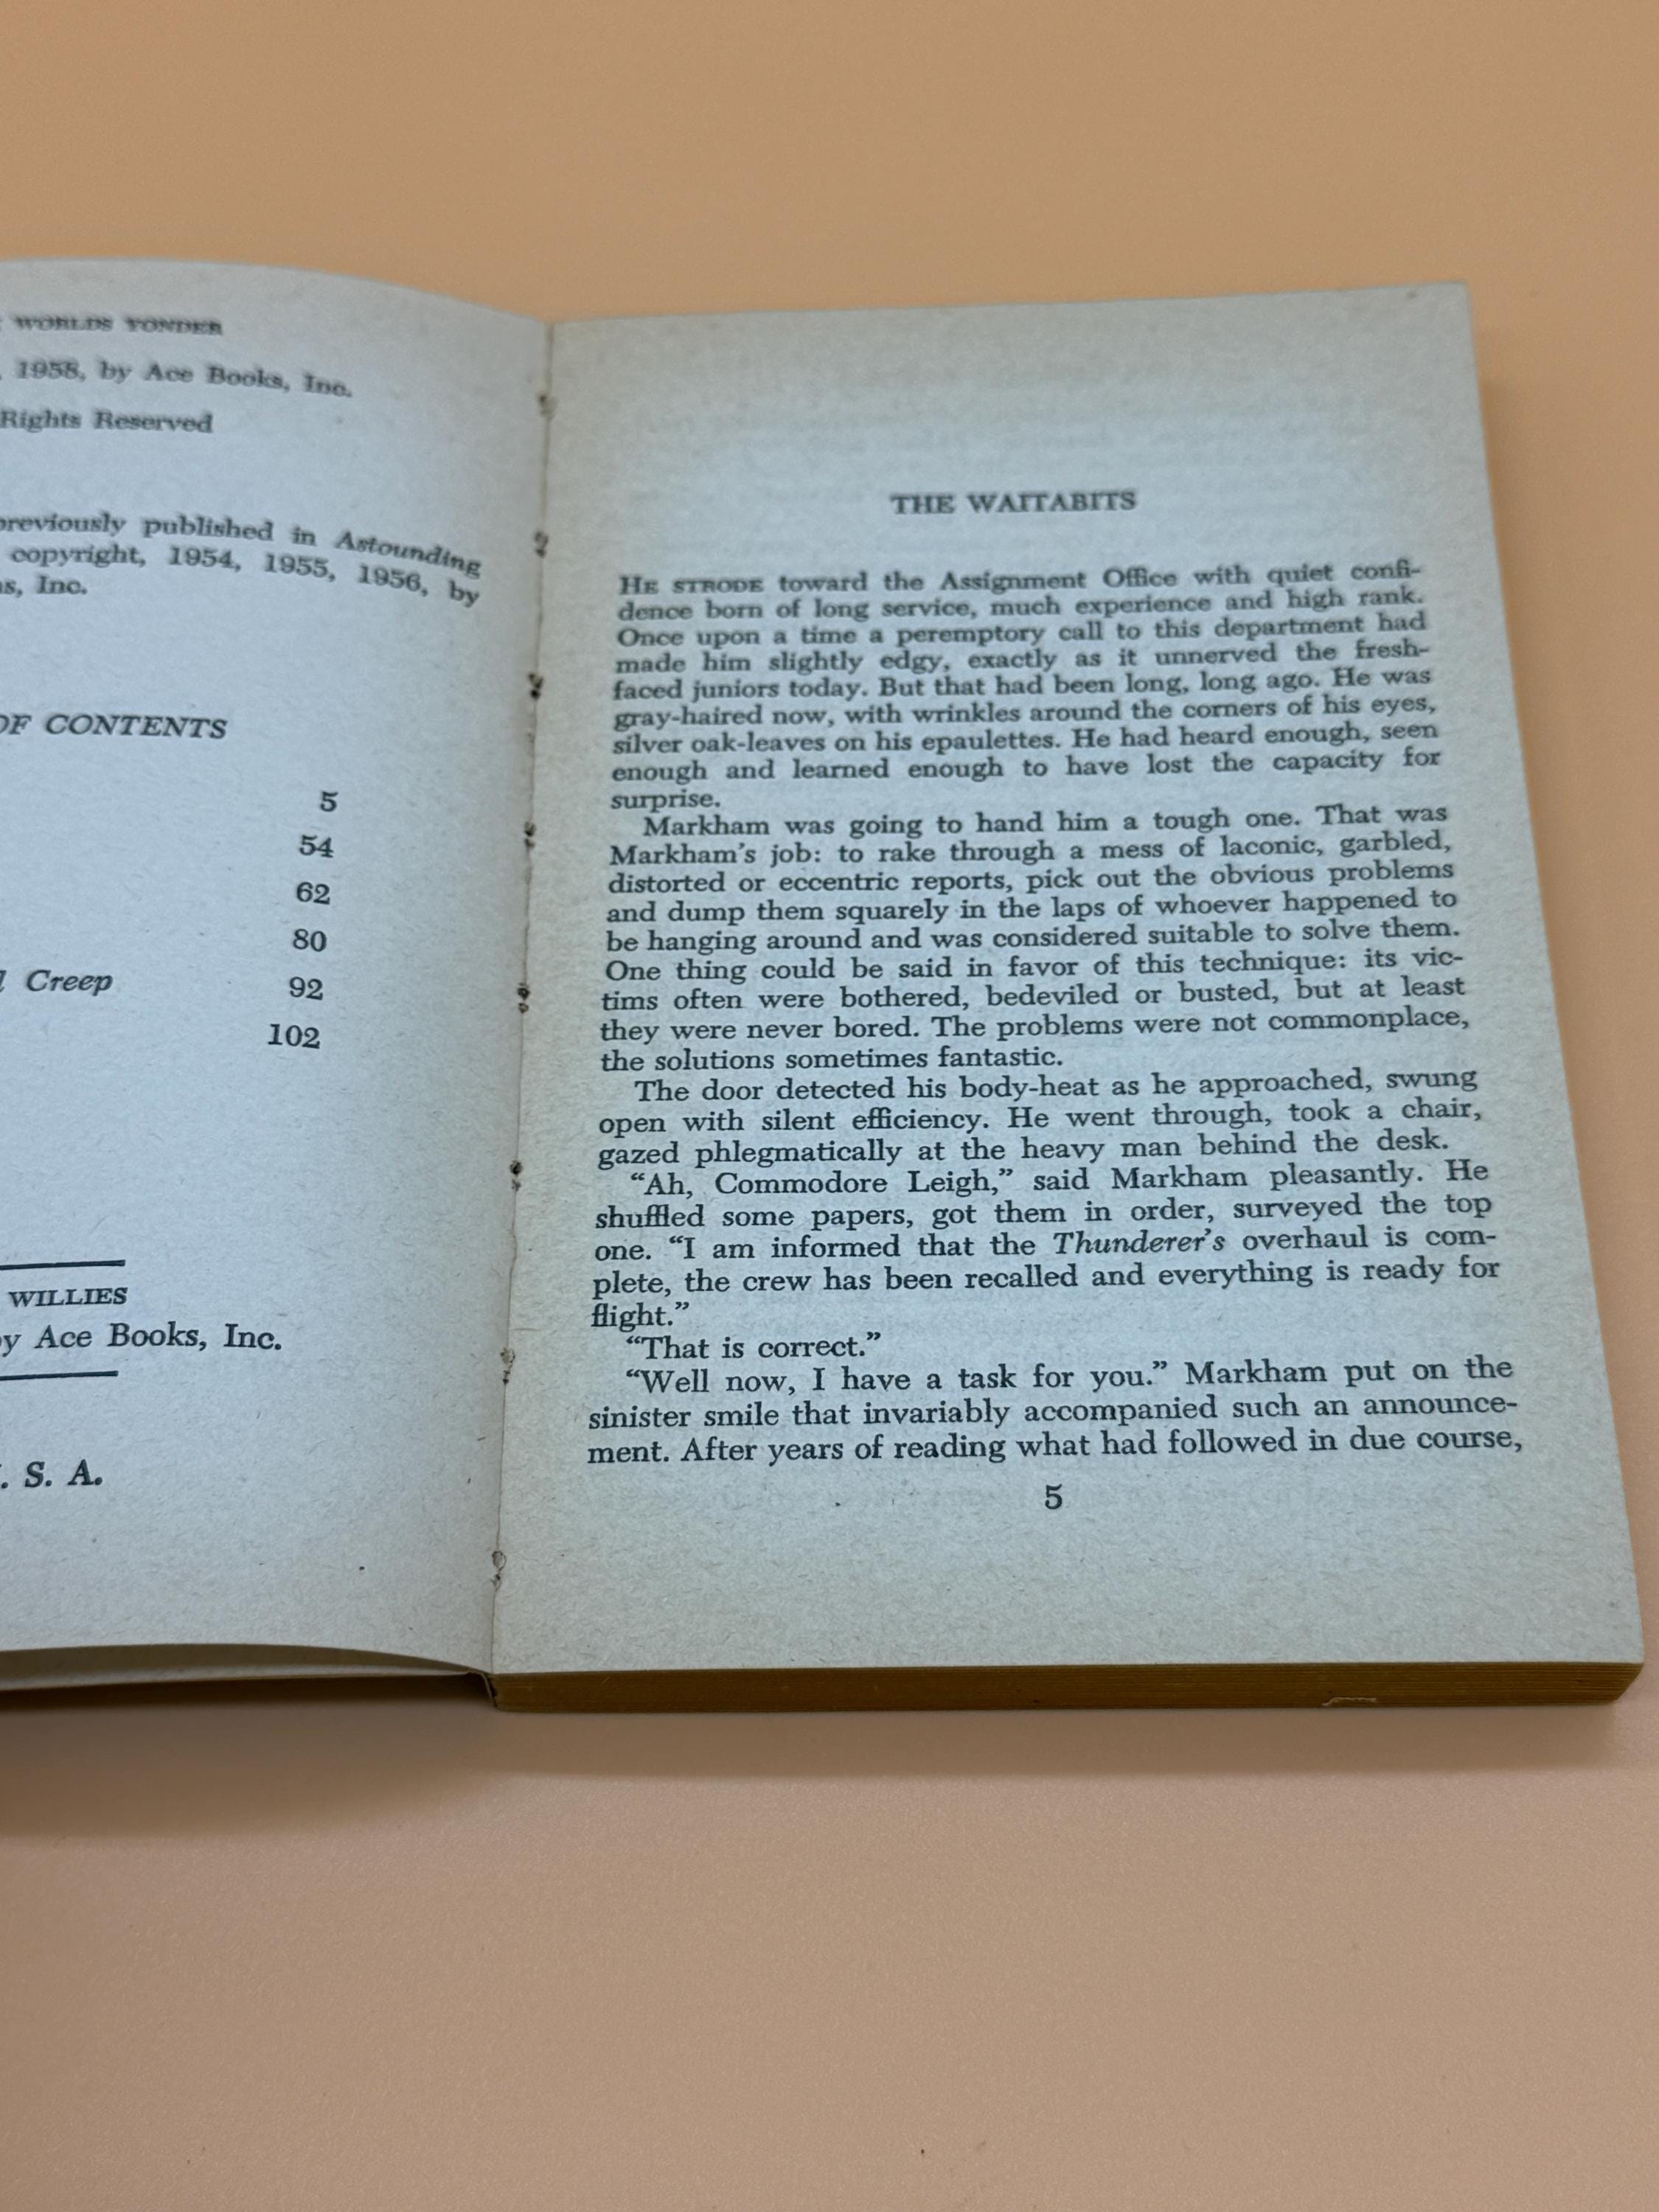 WORLDS YONDER
, 1958, by Ace Books, Inc.
Rights Reserved
previously published in Astounding
copyright, 1954, 1955, 1956, by
ns, Inc.
OF CONTENTS
5
54
62
80
l Creep 92
102
WILLIES
by Ace Books, Inc.
. S. A.
THE WAITABITS
HE STRODE toward the Assignment Office with quiet confi-
dence born of long service, much experience and high rank.
Once upon a time a peremptory call to this department had
made him slightly edgy, exactly as it unnerved the fresh-
faced juniors today. But that had been long, long ago. He was
gray-haired now, with wrinkles around the corners of his eyes,
silver oak-leaves on his epaulettes. He had heard enough, seen
enough and learned enough to have lost the capacity for
surprise.
Markham was going to hand him a tough one. That was
Markham's job: to rake through a mess of laconic, garbled,
distorted or eccentric reports, pick out the obvious problems
and dump them squarely in the laps of whoever happened to
be hanging around and was considered suitable to solve them.
One thing could be said in favor of this technique: its vic-
tims often were bothered, bedeviled or busted, but at least
they were never bored. The problems were not commonplace,
the solutions sometimes fantastic.
The door detected his body-heat as he approached, swung
open with silent efficiency. He went through, took a chair,
gazed phlegmatically at the heavy man behind the desk.
“Ah, Commodore Leigh,” said Markham pleasantly. He
shuffled some papers, got them in order, surveyed the top
one. “I am informed that the Thunderer's overhaul is com-
plete, the crew has been recalled and everything is ready for
flight.”
“That is correct.”
“Well now, I have a task for you.” Markham put on the
sinister smile that invariably accompanied such an announce-
ment. After years of reading what had followed in due course,
5